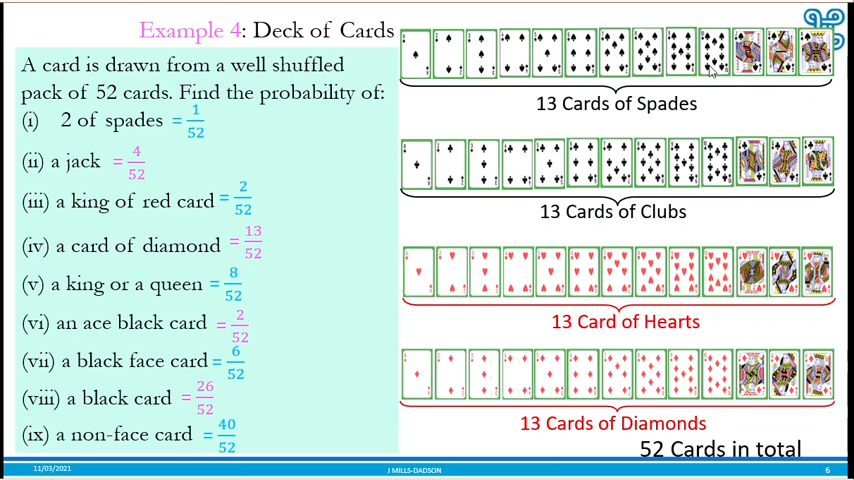 Example 4: Deck of Cards
A card is drawn from a well shuffled
pack of 52 cards. Find the probability of:
(i) 2 of spades = 1/52
(ii) a jack = 4/52
(iii) a king of red card = 2/52
(iv) a card of diamond = 13/52
(v) a king or a queen = 8/52
(vi) an ace black card = 2/52
(vii) a black face card = 6/52
(viii) a black card = 26/52
(ix) a non-face card = 40/52
13 Cards of Spades
13 Cards of Clubs
13 Card of Hearts
13 Cards of Diamonds
52 Cards in total
11/03/2021
J MILLS-DADSON
6